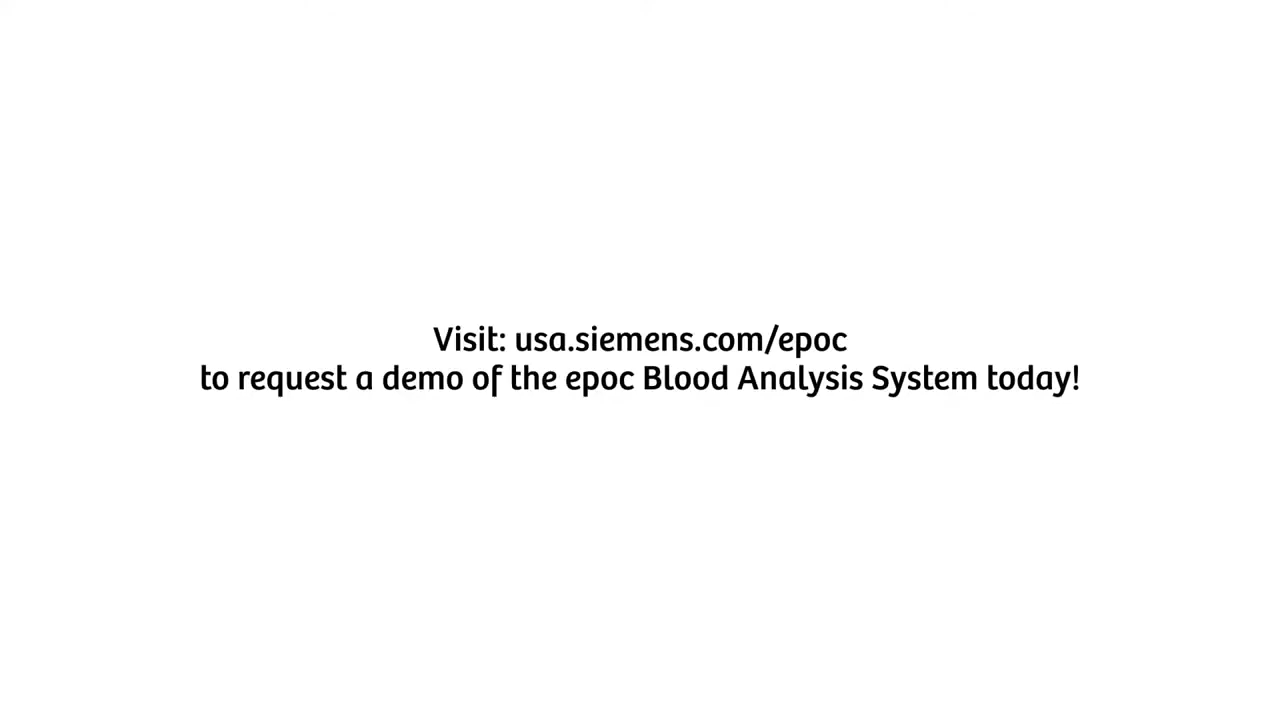 Visit: usa.siemens.com/epoc
to request a demo of the epoc Blood Analysis System today!